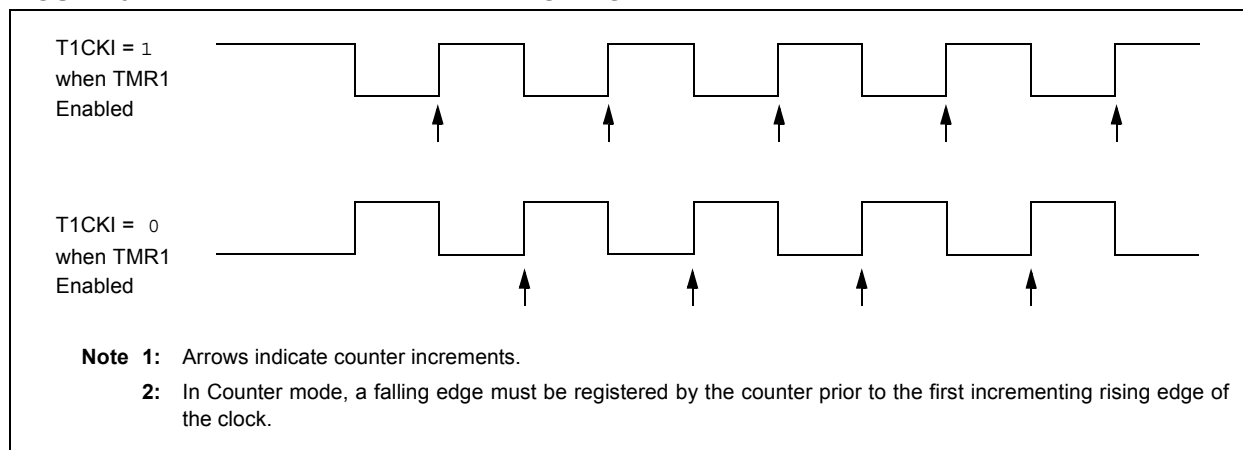 T1CKI = 1
when TMR1
Enabled
T1CKI = 0
when TMR1
Enabled
Note 1: Arrows indicate counter increments.
2: In Counter mode, a falling edge must be registered by the counter prior to the first incrementing rising edge of
the clock.